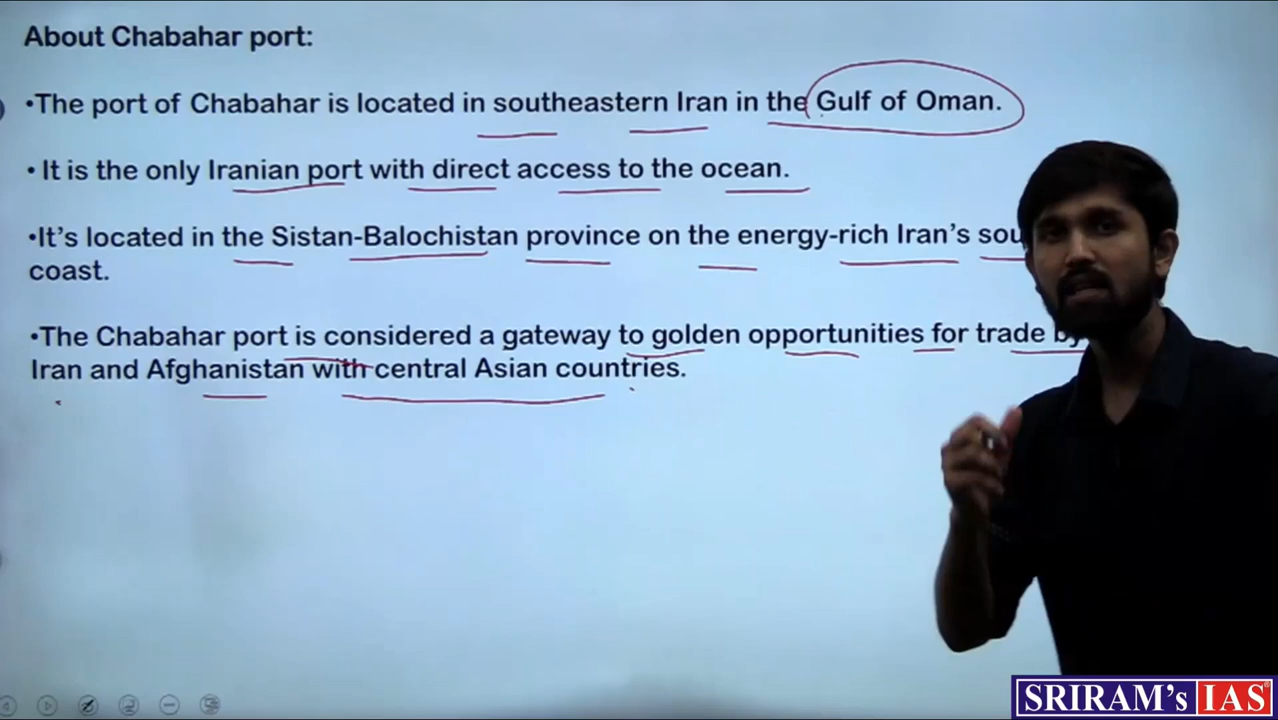 About Chabahar port:
•The port of Chabahar is located in southeastern Iran in the Gulf of Oman.
• It is the only Iranian port with direct access to the ocean.
•It’s located in the Sistan-Balochistan province on the energy-rich Iran’s
coast.
•The Chabahar port is considered a gateway to golden opportunities for trade
Iran and Afghanistan with central Asian countries.
SRIRAM's IAS